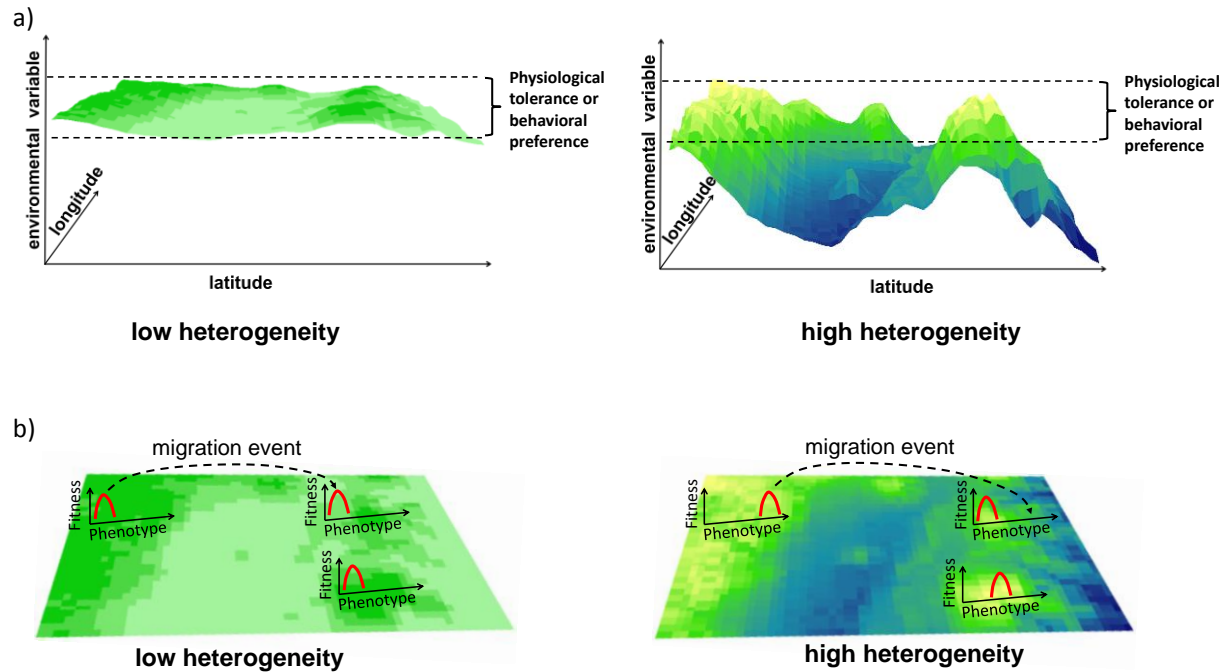 a)
environmental variable
longitude
latitude
Physiological
tolerance or
behavioral
preference
low heterogeneity
environmental variable
longitude
latitude
Physiological
tolerance or
behavioral
preference
high heterogeneity
b)
migration event
Fitness
Phenotype
Fitness
Phenotype
Fitness
Phenotype
low heterogeneity
migration event
Fitness
Phenotype
Fitness
Phenotype
Fitness
Phenotype
high heterogeneity